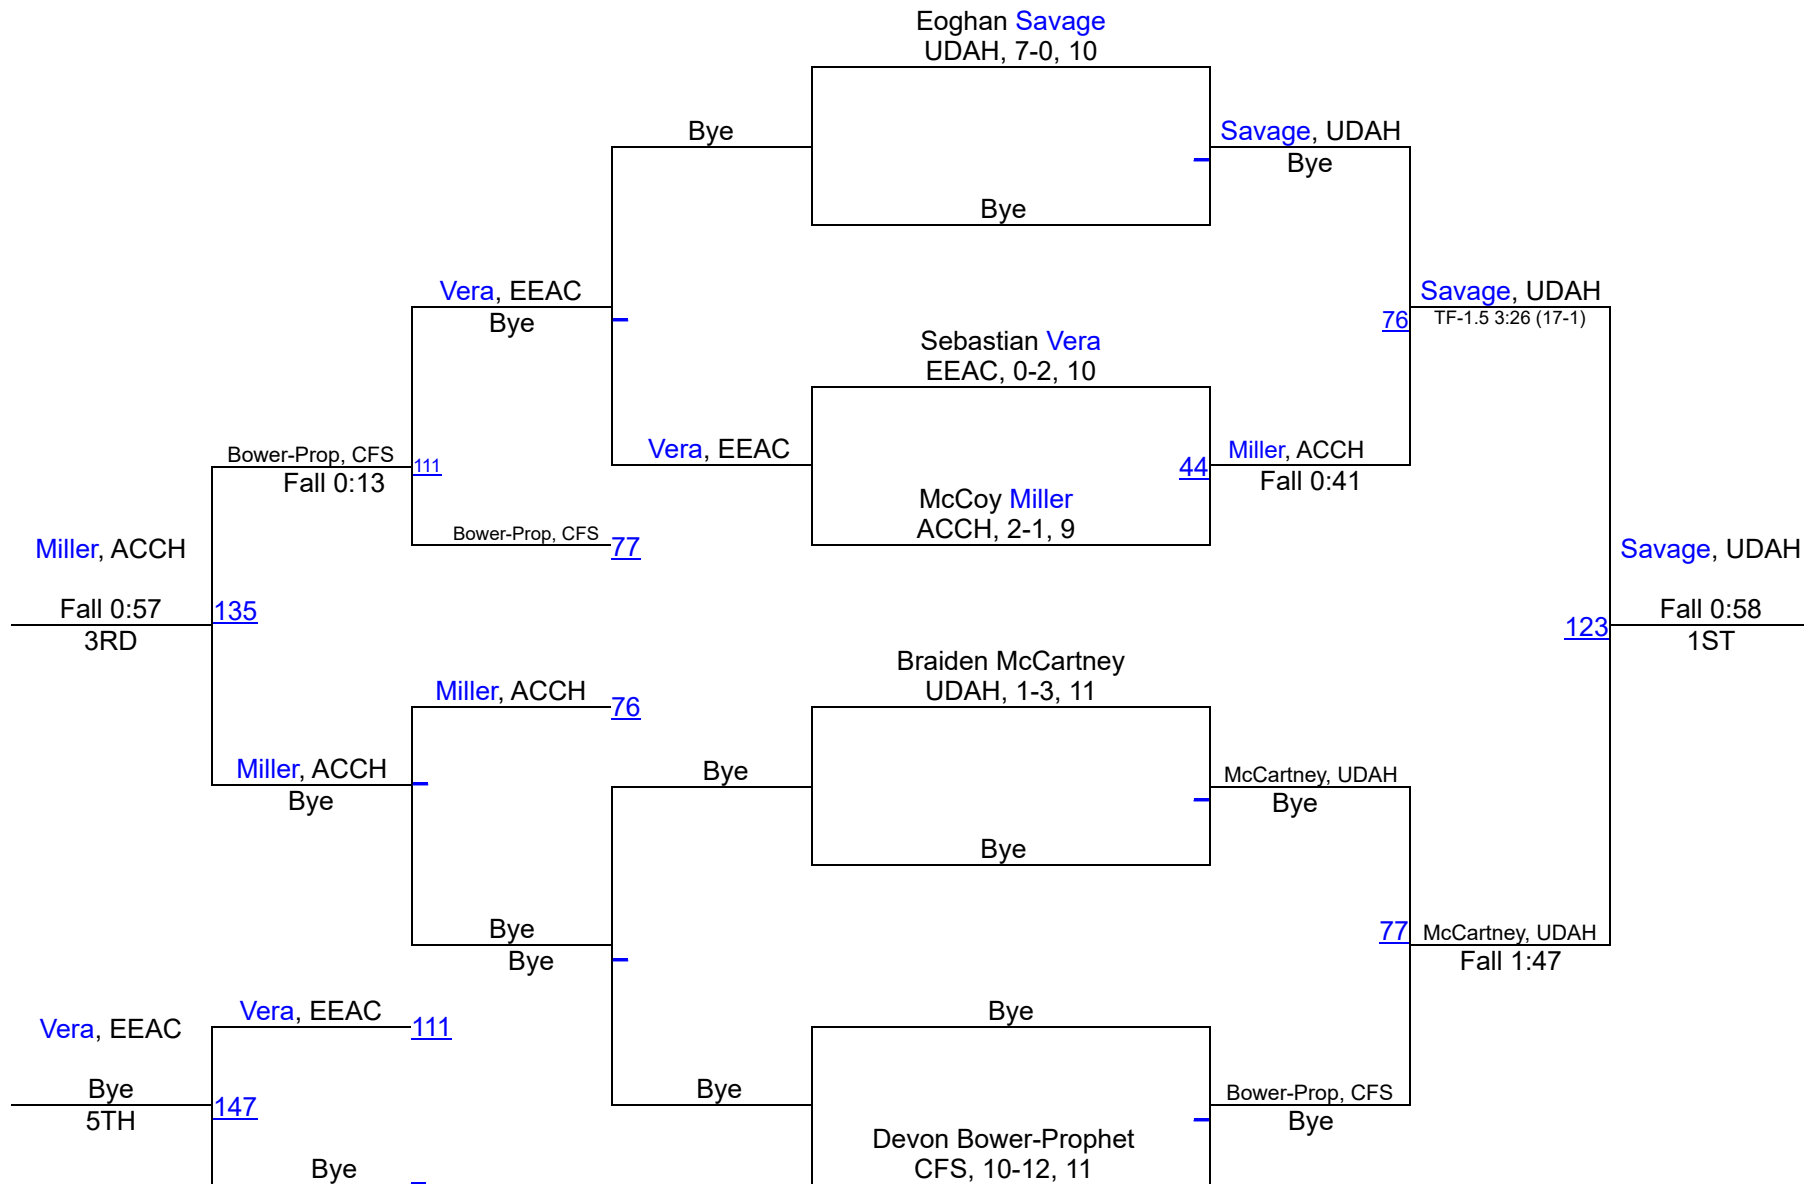 Eoghan Savage
UDAH, 7-0, 10
Bye
Savage, UDAH
Bye
Bye
Vera, EEAC
Bye
Savage, UDAH
76
TF-1.5 3:26 (17-1)
Sebastian Vera
EEAC, 0-2, 10
Vera, EEAC
44
Miller, ACCH
Fall 0:41
Bower-Prop, CFS
111
Fall 0:13
McCoy Miller
ACCH, 2-1, 9
Bower-Prop, CFS
77
Miller, ACCH
Fall 0:57
135
3RD
Savage, UDAH
Fall 0:58
123
1ST
Braiden McCartney
UDAH, 1-3, 11
Miller, ACCH
76
Miller, ACCH
Bye
Bye
McCartney, UDAH
Bye
Bye
Bye
Bye
77
McCartney, UDAH
Fall 1:47
Vera, EEAC
Vera, EEAC
111
Bye
Bye
147
5TH
Bye
Bower-Prop, CFS
Bye
Devon Bower-Prophet
CFS, 10-12, 11
Bye